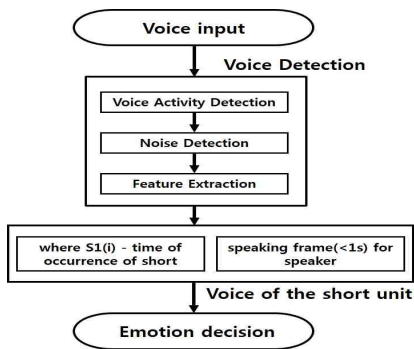 Voice input
Voice Detection
Voice Activity Detection
Noise Detection
Feature Extraction
where S1(i) - time of
occurrence of short
speaking frame(<1s) for
speaker
Voice of the short unit
Emotion decision